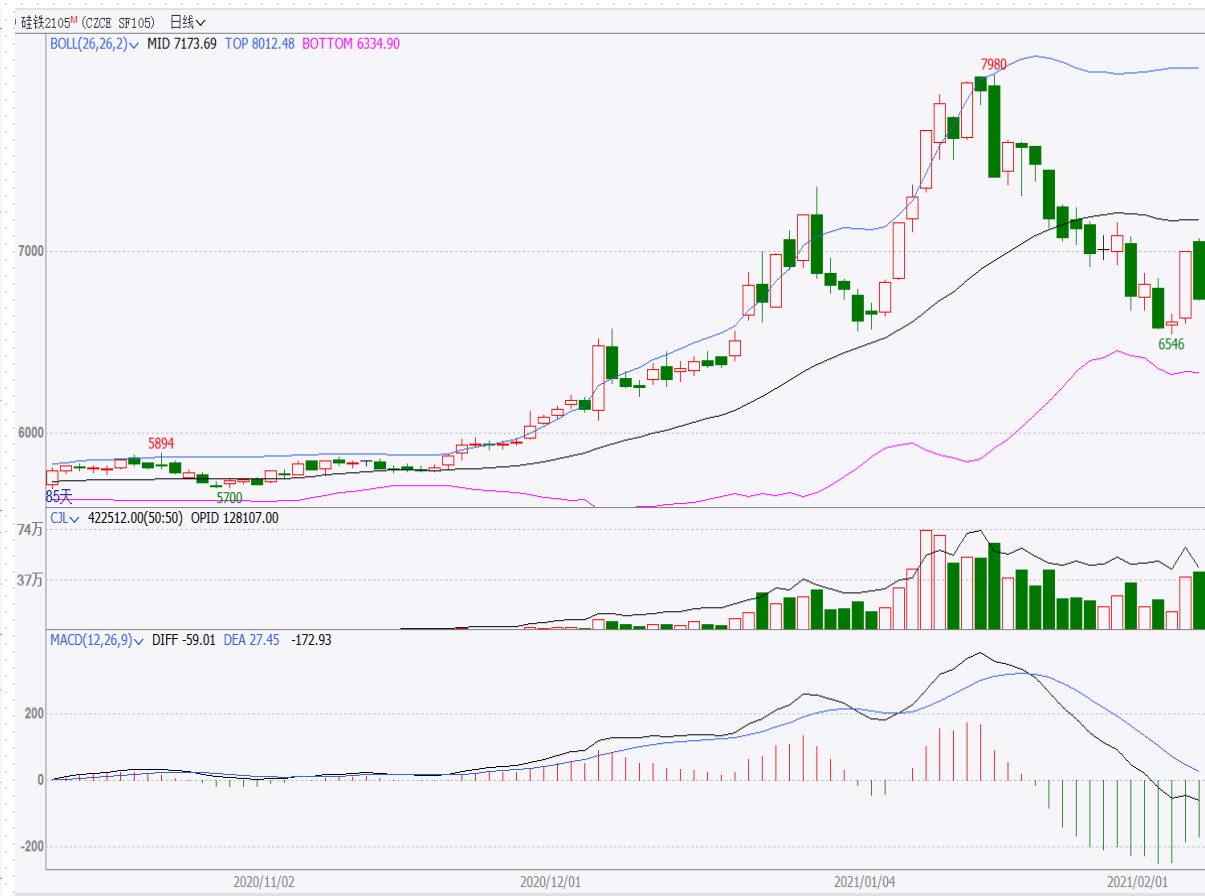 硅铁2105M (CZCE SF105) 日线
BOLL(26,26,2) MID 7173.69 TOP 8012.48 BOTTOM 6334.90
7980
7000
6546
6000
5894
85天
5700
CJL 422512.00(50:50) OPID 128107.00
74万
37万
MACD(12,26,9) DIFF -59.01 DEA 27.45 -172.93
200
0
-200
2020/11/02 2020/12/01 2021/01/04 2021/02/01